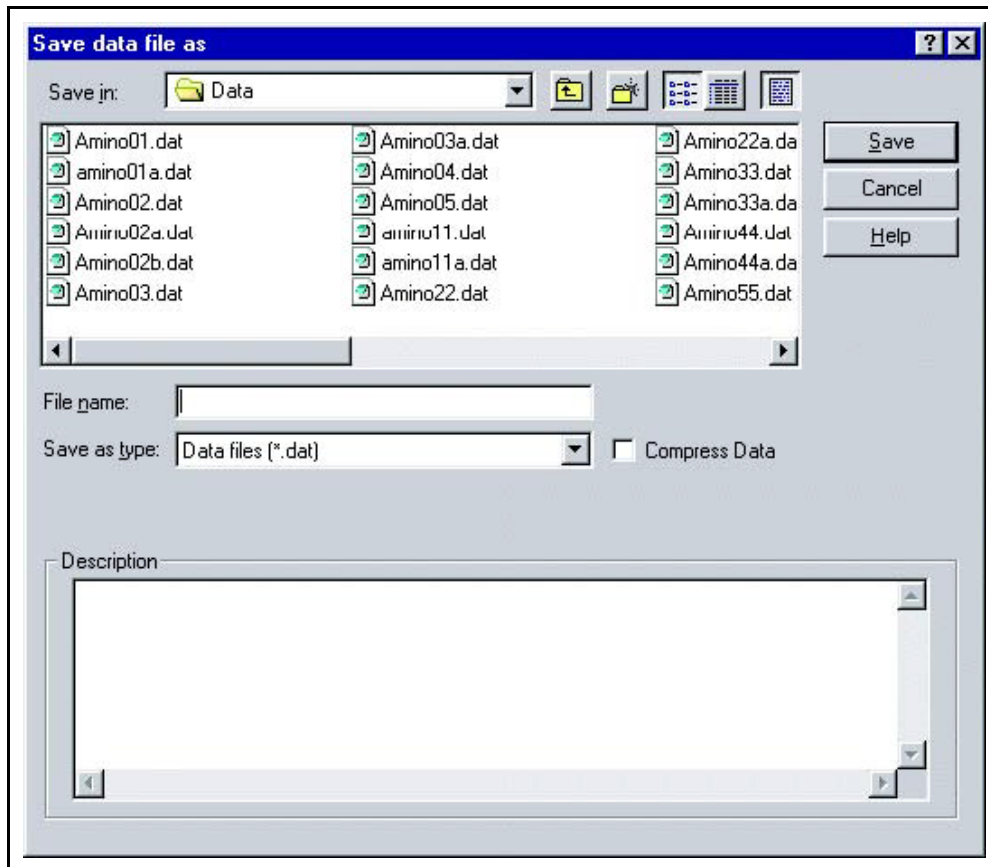 Save data file as
Save in: Data
Amino01.dat Amino03a.dat Amino22a.da
amino01a.dat Amino04.dat Amino33.dat
Amino02.dat Amino05.dat Amino33a.da
Amino02a.dat amino11.dat Amino44.dat
Amino02b.dat amino11a.dat Amino44a.da
Amino03.dat Amino22.dat Amino55.dat
Save
Cancel
Help
File name:
Save as type: Data files (*.dat) Compress Data
Description